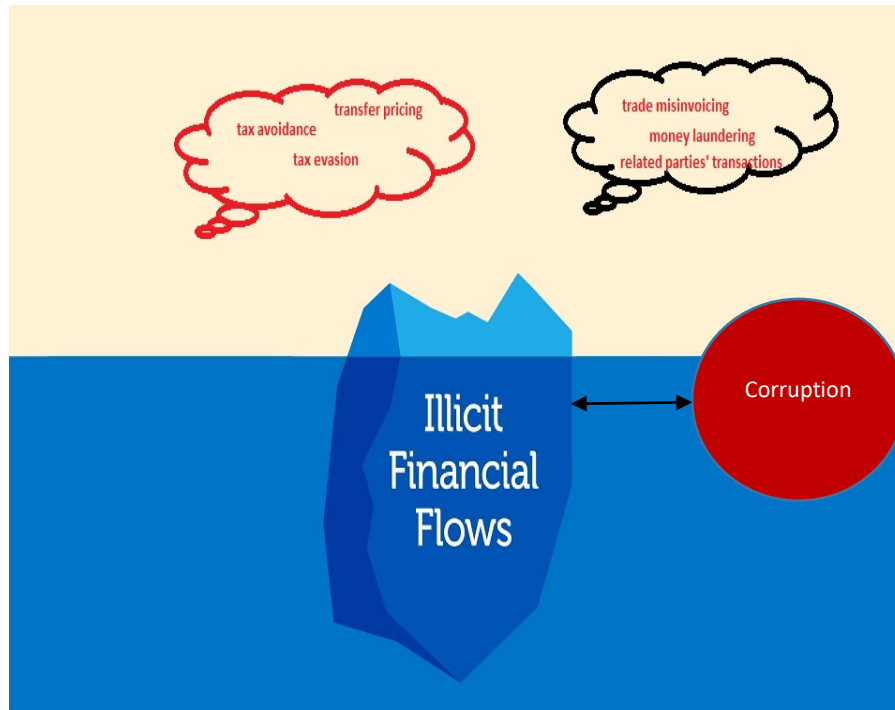 transfer pricing
tax avoidance
tax evasion
trade misinvoicing
money laundering
related parties' transactions
Corruption
Illicit
Financial
Flows